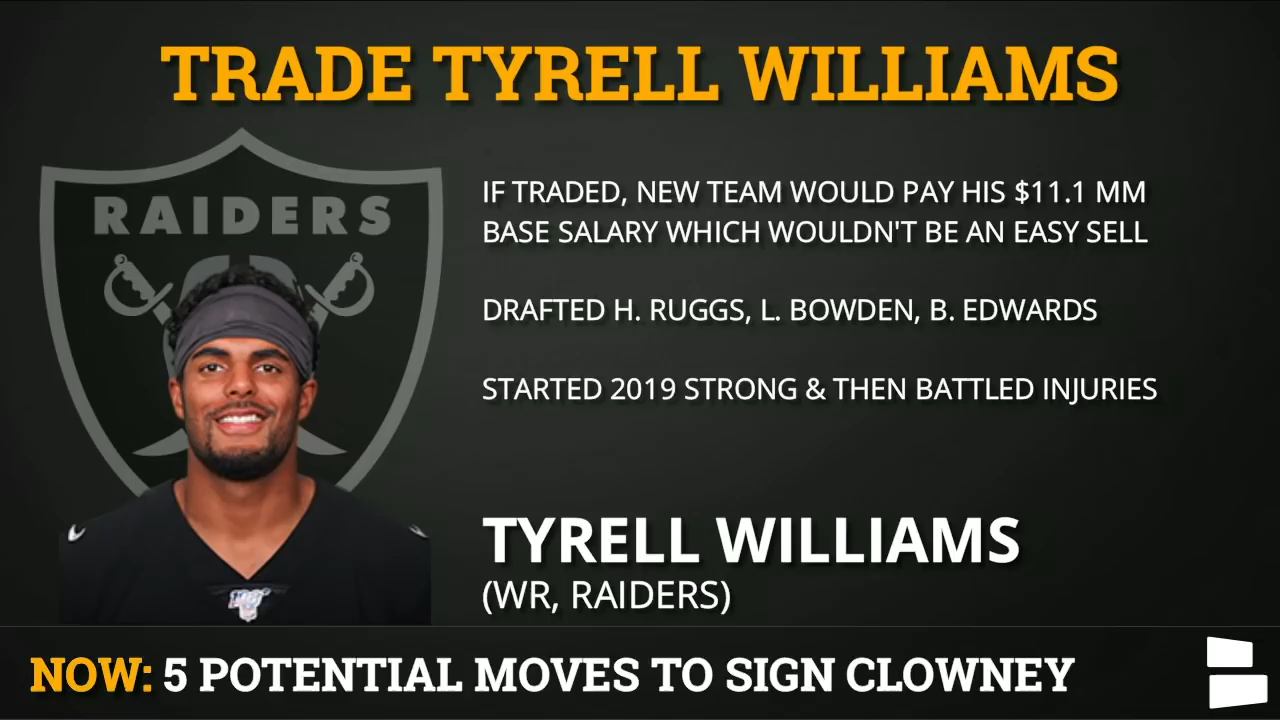 TRADE TYRELL WILLIAMS
RAIDERS
IF TRADED, NEW TEAM WOULD PAY HIS $11.1 MM
BASE SALARY WHICH WOULDN'T BE AN EASY SELL
DRAFTED H. RUGGS, L. BOWDEN, B. EDWARDS
STARTED 2019 STRONG & THEN BATTLED INJURIES
TYRELL WILLIAMS
(WR, RAIDERS)
NOW: 5 POTENTIAL MOVES TO SIGN CLOWNEY